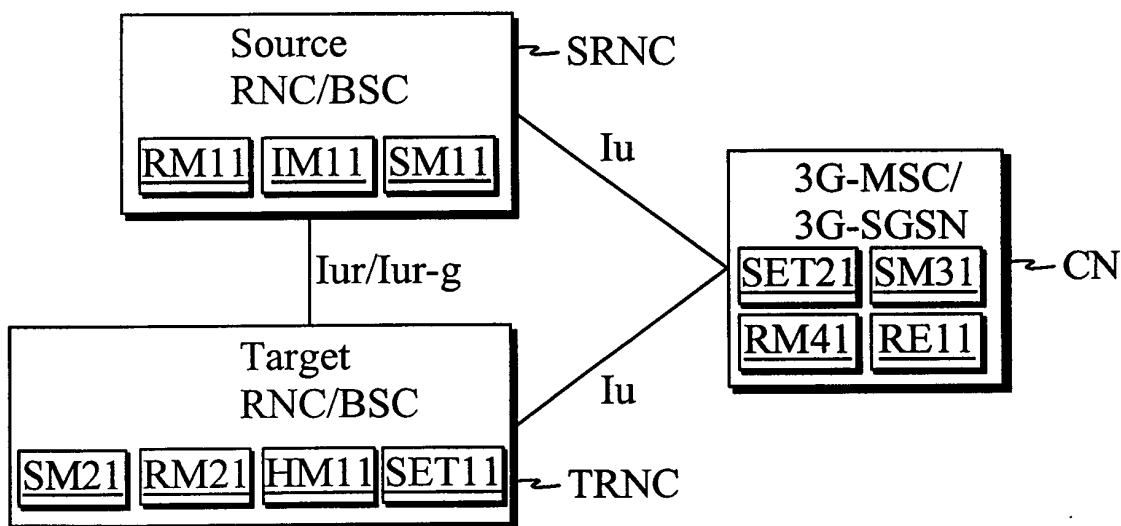 Source
RNC/BSC
SRNC
RM11 IM11 SM11
Iu
3G-MSC/
3G-SGSN
SET21 SM31
CN
RM41 RE11
Iur/Iur-g
Target
RNC/BSC
Iu
SM21 RM21 HM11 SET11
TRNC